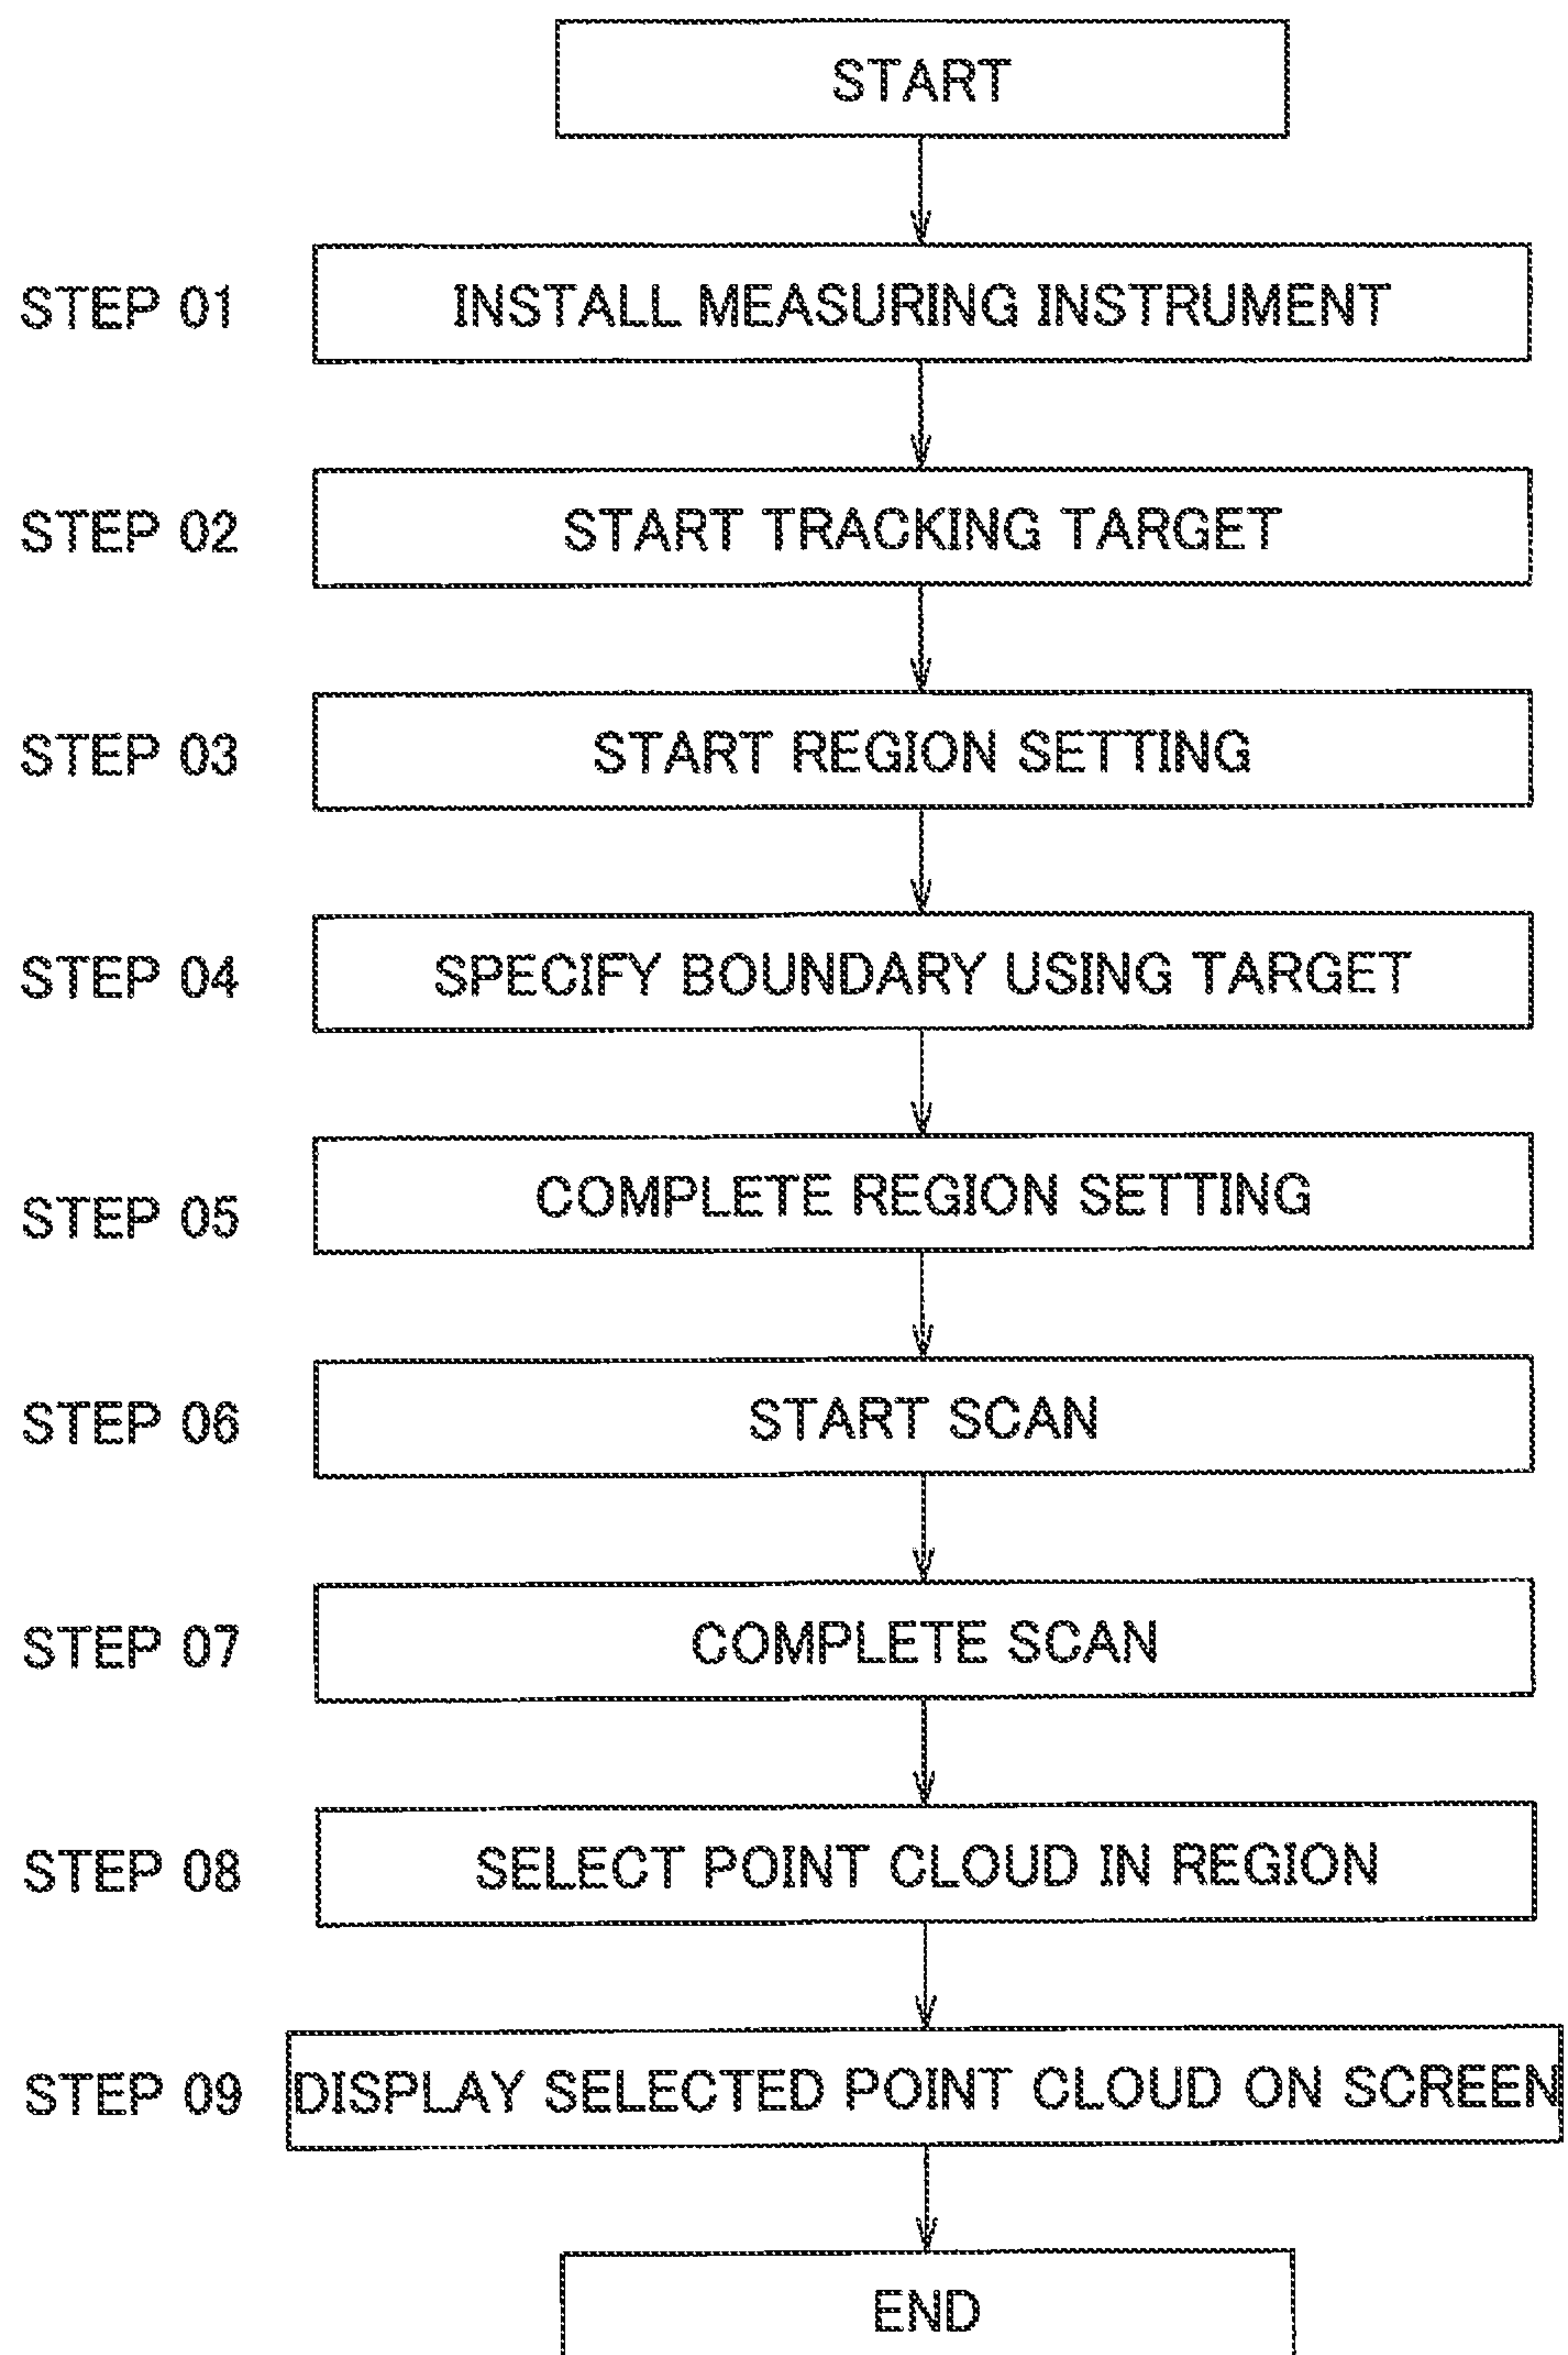 START
STEP 01 INSTALL MEASURING INSTRUMENT
STEP 02 START TRACKING TARGET
STEP 03 START REGION SETTING
STEP 04 SPECIFY BOUNDARY USING TARGET
STEP 05 COMPLETE REGION SETTING
STEP 06 START SCAN
STEP 07 COMPLETE SCAN
STEP 08 SELECT POINT CLOUD IN REGION
STEP 09 DISPLAY SELECTED POINT CLOUD ON SCREEN
END